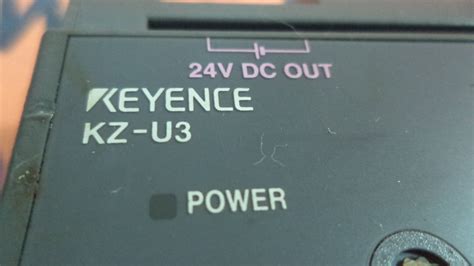 24V DC OUT
KEYENCE
KZ-U3
POWER